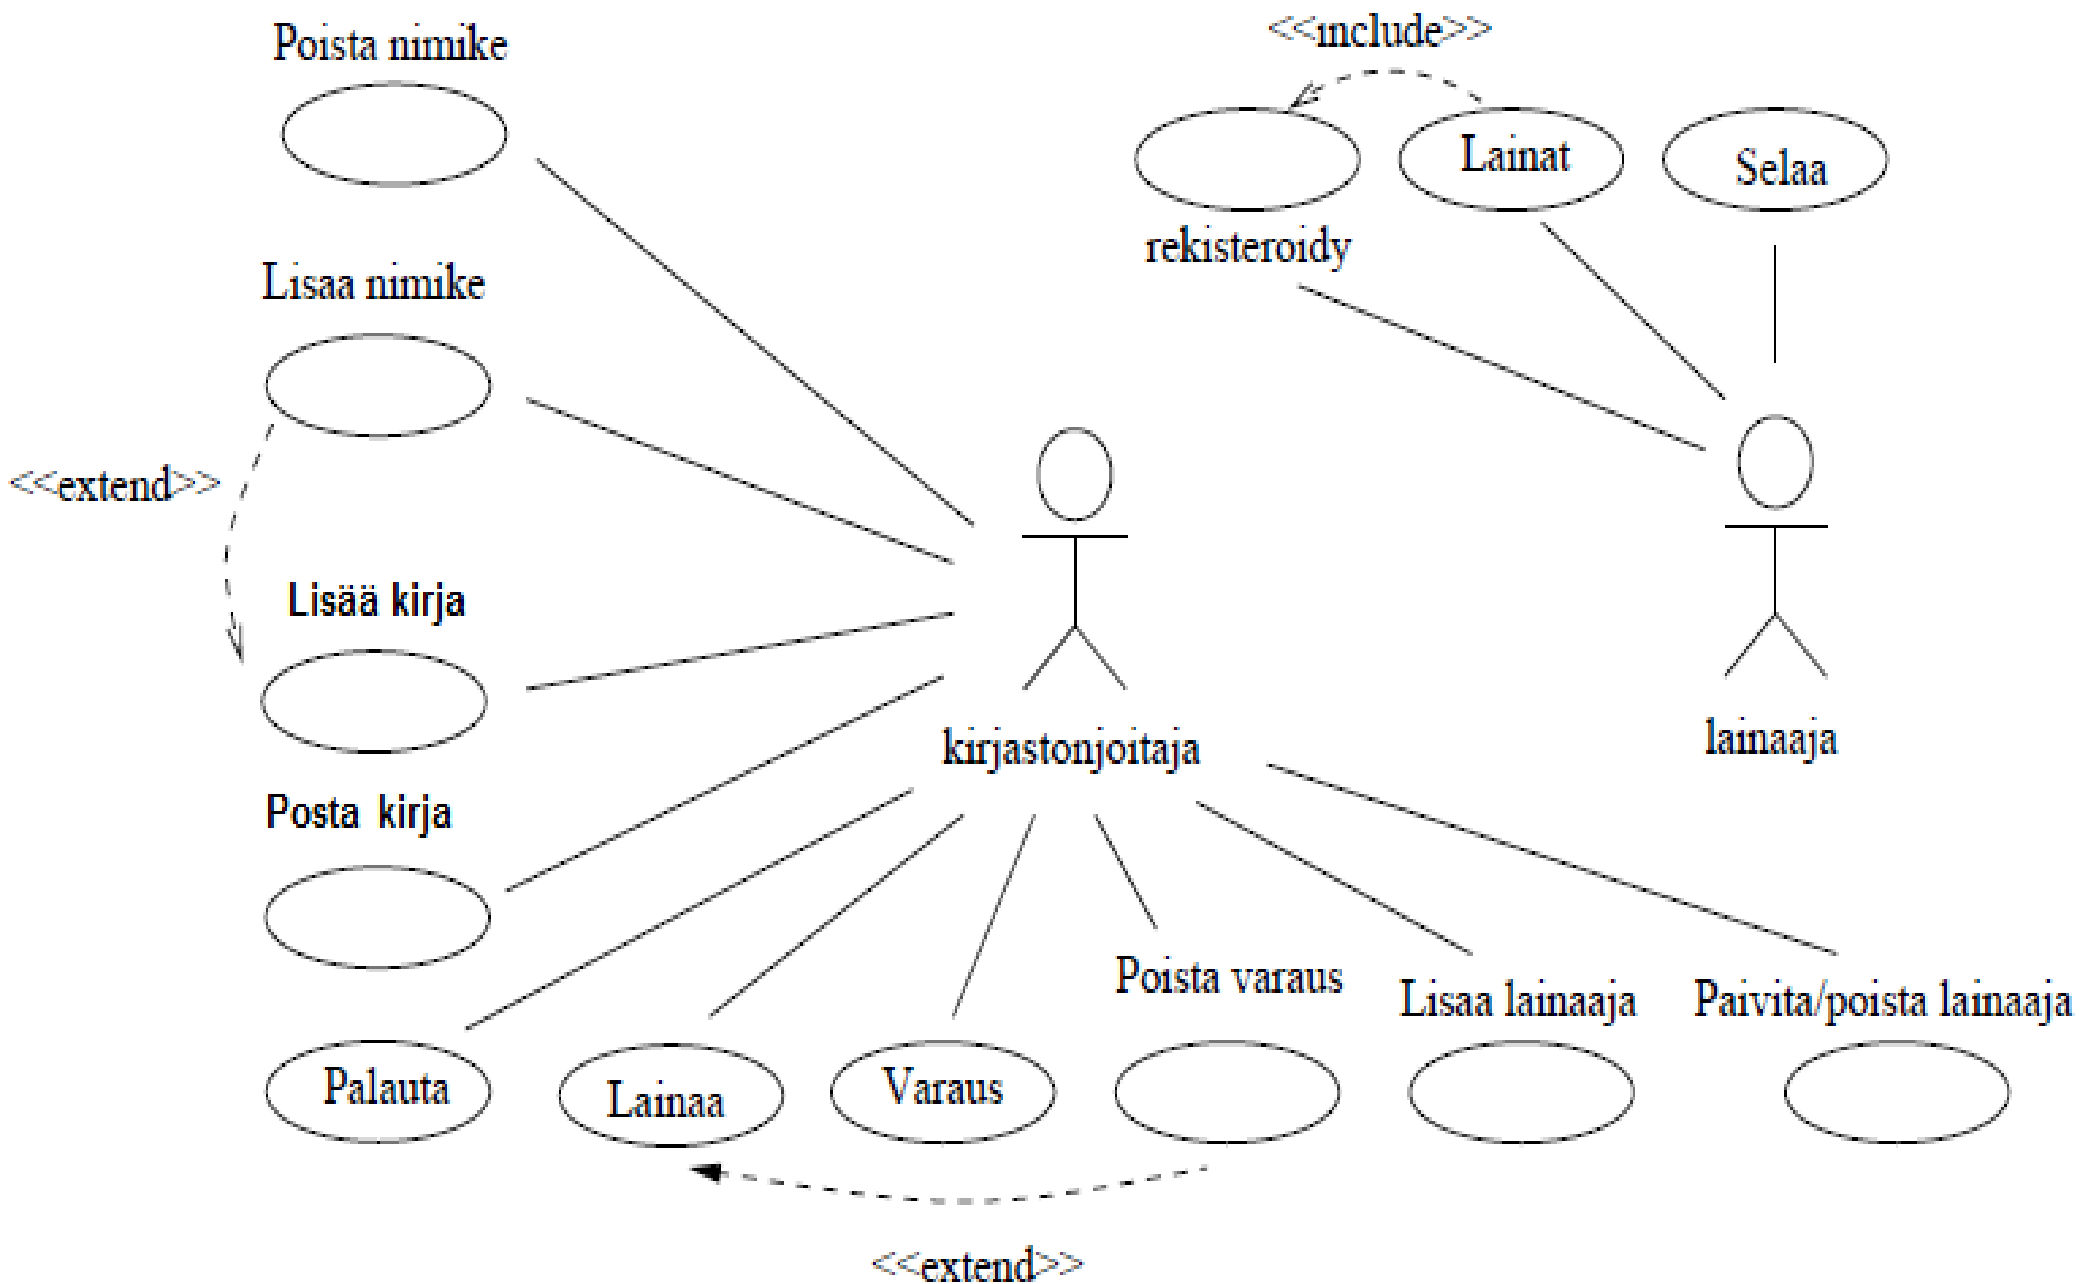 Poista nimike
<<include>>
Lainat
Selaa
rekisteroidy
Lisaa nimike
<<extend>>
Lisää kirja
kirjastonjoitaja
lainaaja
Posta kirja
Poista varaus
Lisaa lainaaja
Paivita/poista lainaaja
Palauta
Lainaa
Varaus
<<extend>>